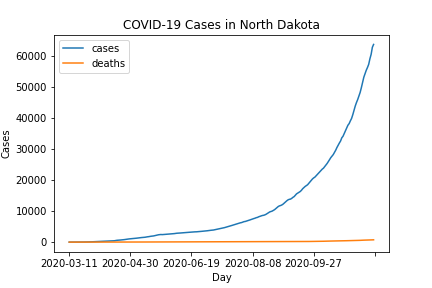 COVID-19 Cases in North Dakota
cases
deaths
60000
50000
40000
30000
20000
10000
0
Cases
2020-03-11 2020-04-30 2020-06-19 2020-08-08 2020-09-27
Day